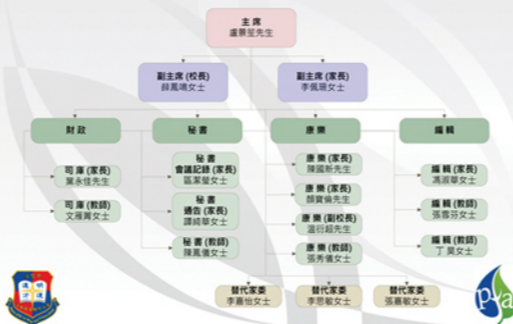 主席
盧景笙先生
副主席 (校長)
薛鳳鳴女士
副主席 (家長)
李佩珊女士
財政
秘書
康樂
編輯
司庫 (家長)
葉永佳先生
司庫 (教師)
文雁菁女士
秘書
會議記錄 (家長)
區潔瑩女士
秘書
通告 (家長)
譚綺華女士
秘書 (教師)
陳鳳儀女士
康樂 (家長)
陳國新先生
康樂 (家長)
顏寶倫先生
康樂 (副校長)
溫衍超先生
康樂 (教師)
張秀儀女士
編輯 (家長)
馮淑華女士
編輯 (家長)
張雪芬女士
編輯 (教師)
丁昊女士
替代家委
李嘉怡女士
替代家委
李思敏女士
替代家委
張嘉敏女士
pta